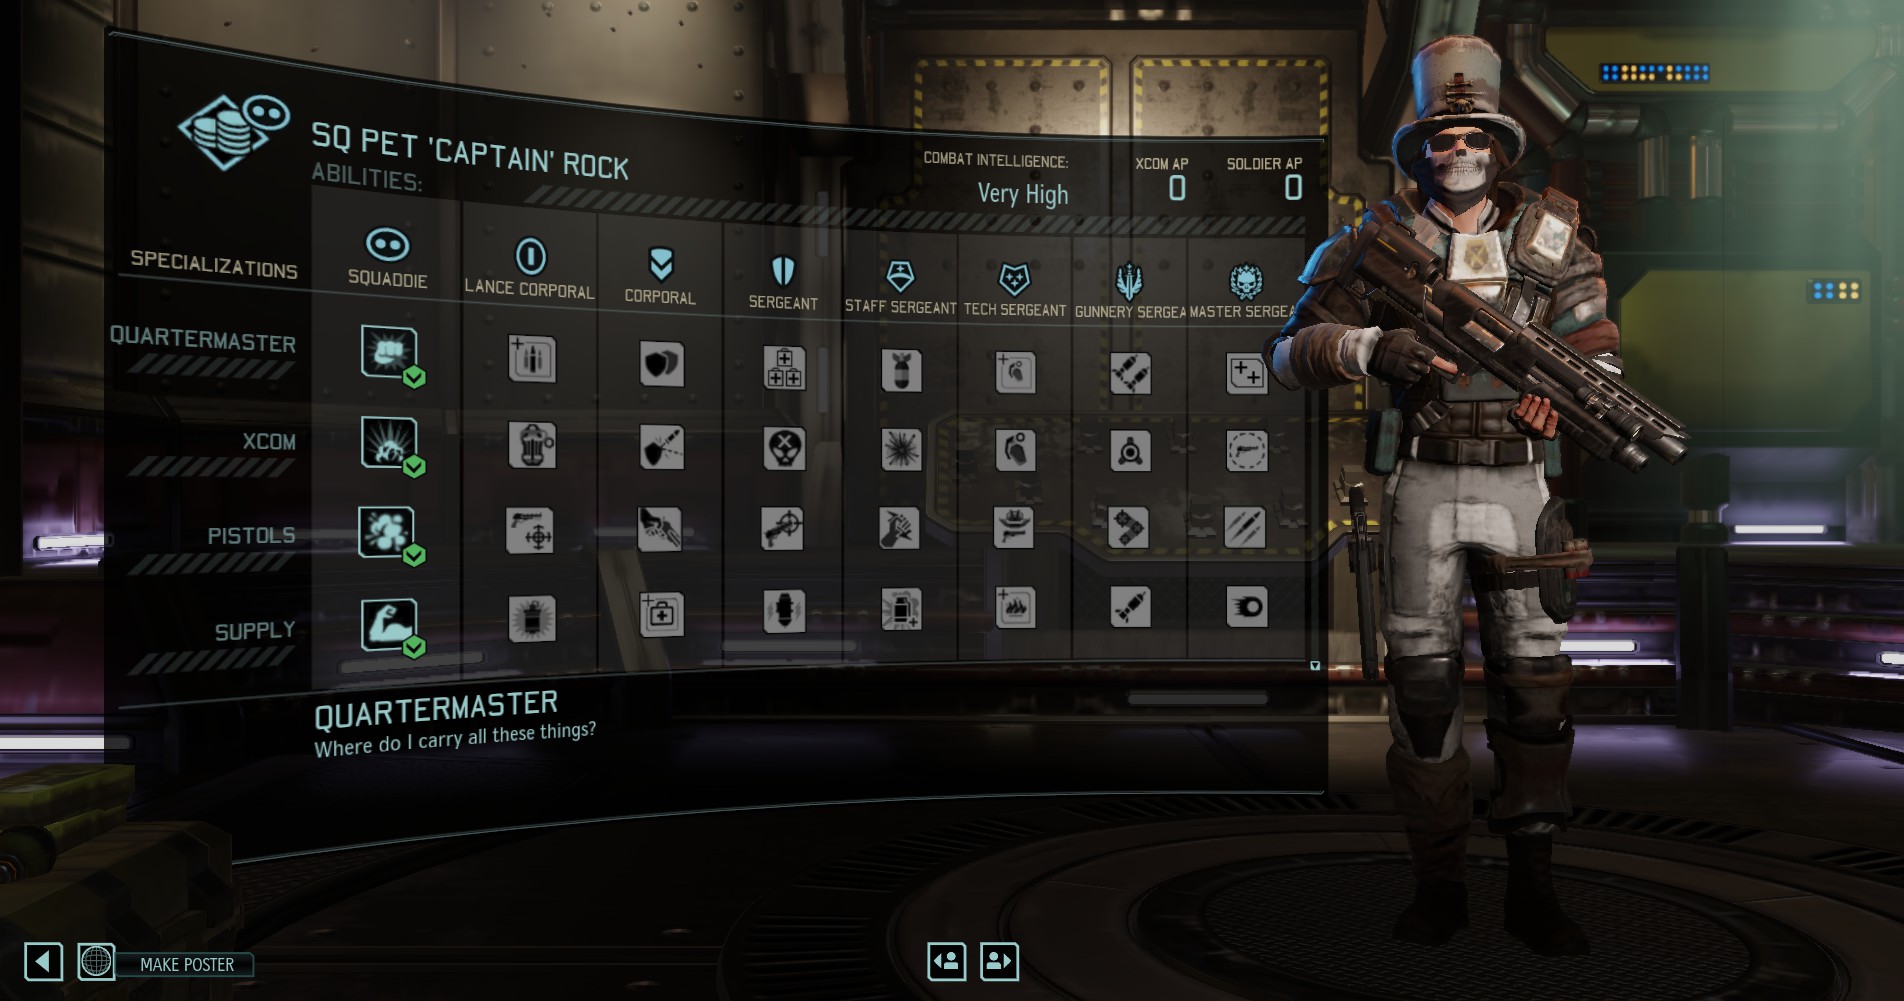 SQ PET 'CAPTAIN' ROCK
ABILITIES:
COMBAT INTELLIGENCE:
Very High
XCOM AP
0
SOLDIER AP
0
SPECIALIZATIONS
SQUADDIE
LANCE CORPORAL
CORPORAL
SERGEANT
STAFF SERGEANT
TECH SERGEANT
GUNNERY SERGEA
MASTER SERGEA
QUARTERMASTER
XCOM
PISTOLS
SUPPLY
QUARTERMASTER
Where do I carry all these things?
MAKE POSTER